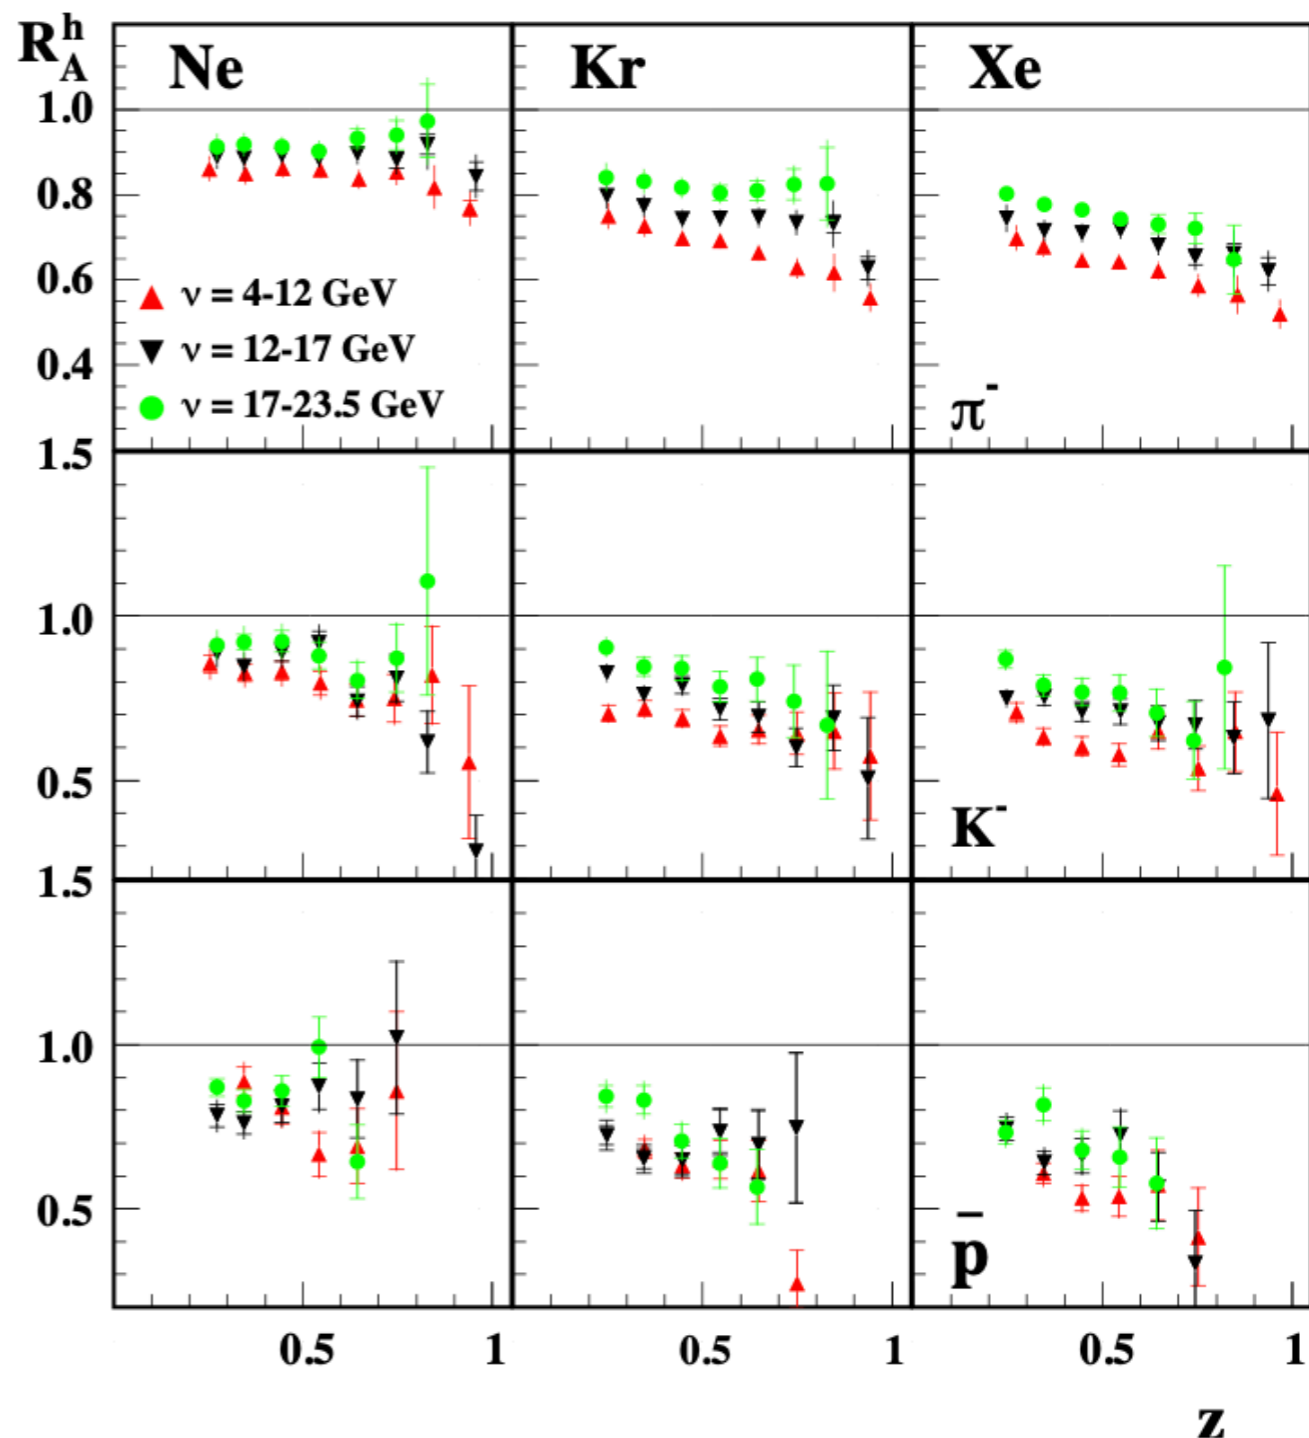 R_A^h
Ne Kr Xe
1.0
0.8
0.6
0.4
ν = 4-12 GeV
ν = 12-17 GeV
ν = 17-23.5 GeV
π-
1.5
1.0
0.5
K-
1.5
1.0
0.5
p̄
0.5 1 0.5 1 0.5 1
z